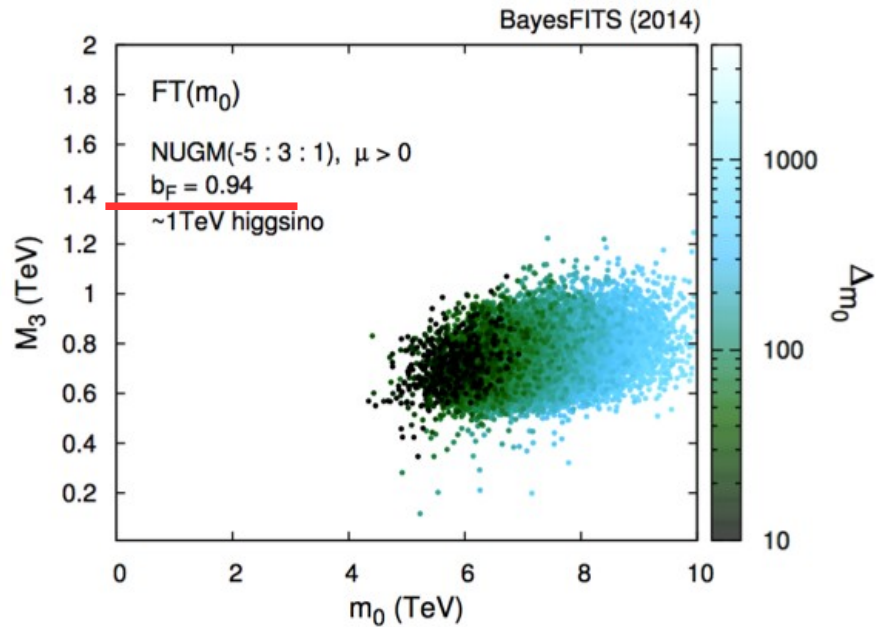 BayesFITS (2014)
2
1.8
1.6
1.4
1.2
1
0.8
0.6
0.4
0.2
M₃ (TeV)
FT(m₀)
NUGM(-5 : 3 : 1), μ > 0
b_F = 0.94
~1TeV higgsino
0
2
4
6
8
10
m₀ (TeV)
1000
100
10
Δm₀